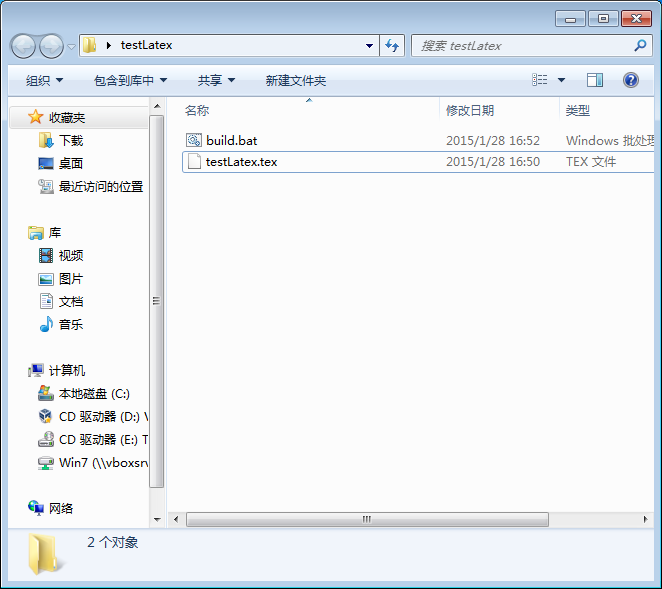 testLatex
搜索 testLatex
组织 包含到库中 共享 新建文件夹
名称 修改日期 类型
收藏夹
下载
桌面
最近访问的位置
库
视频
图片
文档
音乐
计算机
本地磁盘 (C:)
CD 驱动器 (D:) V
CD 驱动器 (E:) T
Win7 (\\vboxsrv
网络
build.bat 2015/1/28 16:52 Windows 批处理
testLatex.tex 2015/1/28 16:50 TEX 文件
2 个对象